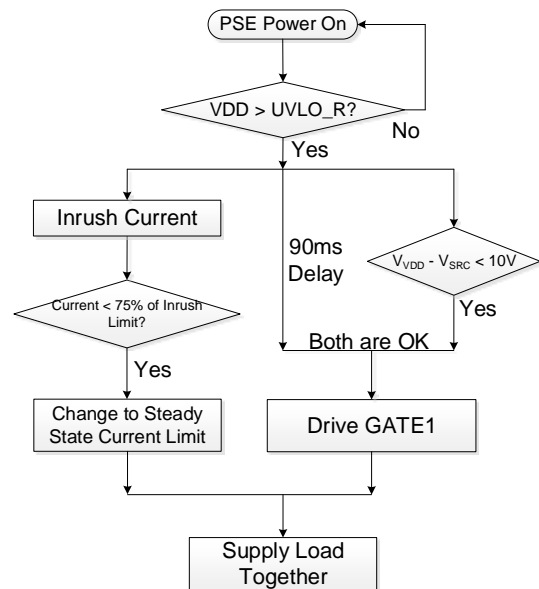 PSE Power On
VDD > UVLO_R?
No
Yes
Inrush Current
90ms
Delay
V_VDD - V_SRC < 10V
Current < 75% of Inrush
Limit?
Yes
Both are OK
Yes
Change to Steady
State Current Limit
Drive GATE1
Supply Load
Together